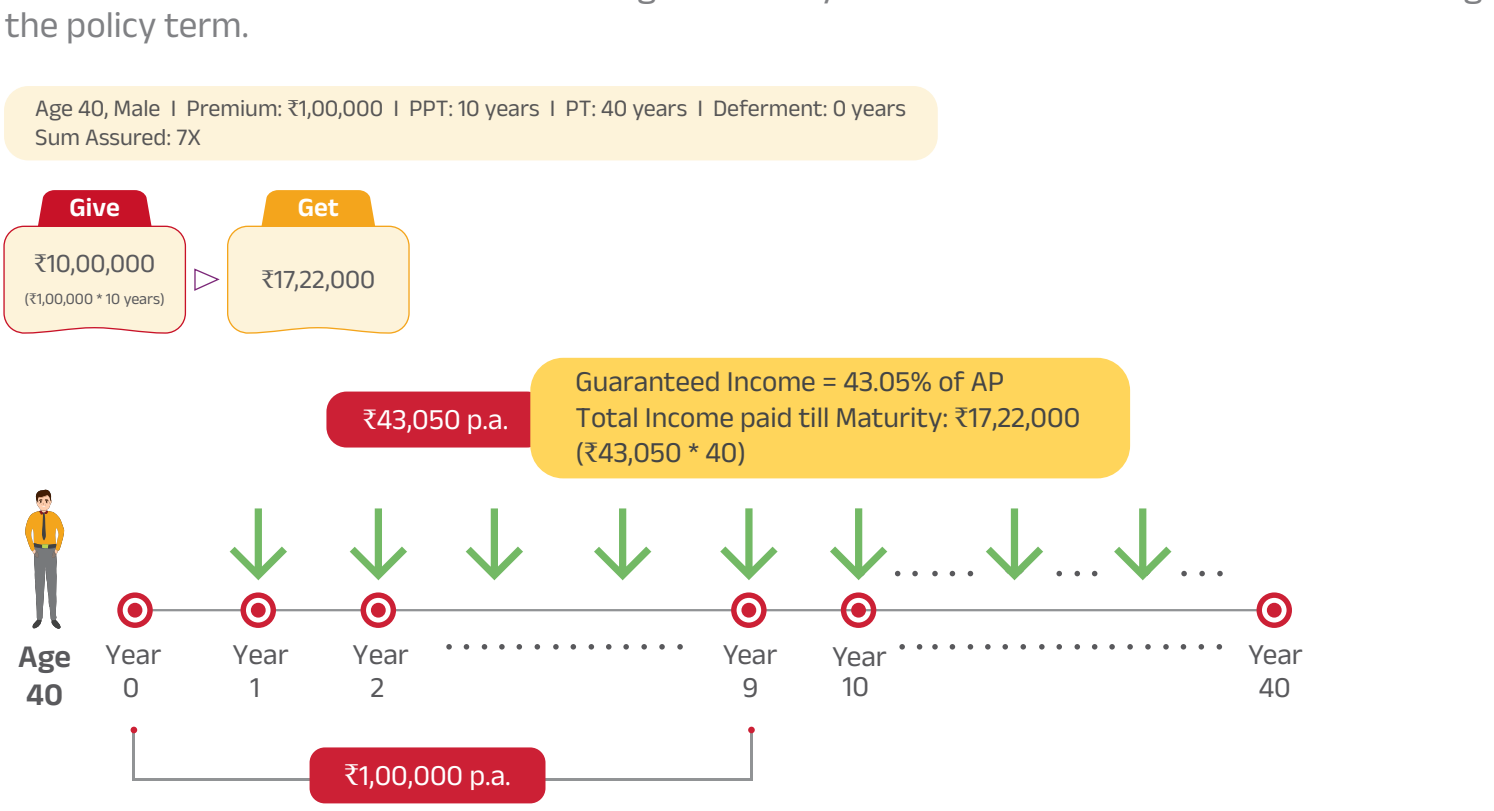 the policy term.
Age 40, Male I Premium: ₹1,00,000 I PPT: 10 years I PT: 40 years I Deferment: 0 years
Sum Assured: 7X
Give
₹10,00,000
(₹1,00,000 * 10 years)
Get
₹17,22,000
₹43,050 p.a.
Guaranteed Income = 43.05% of AP
Total Income paid till Maturity: ₹17,22,000
(₹43,050 * 40)
Age
40
Year
0
Year
1
Year
2
Year
9
Year
10
Year
40
₹1,00,000 p.a.